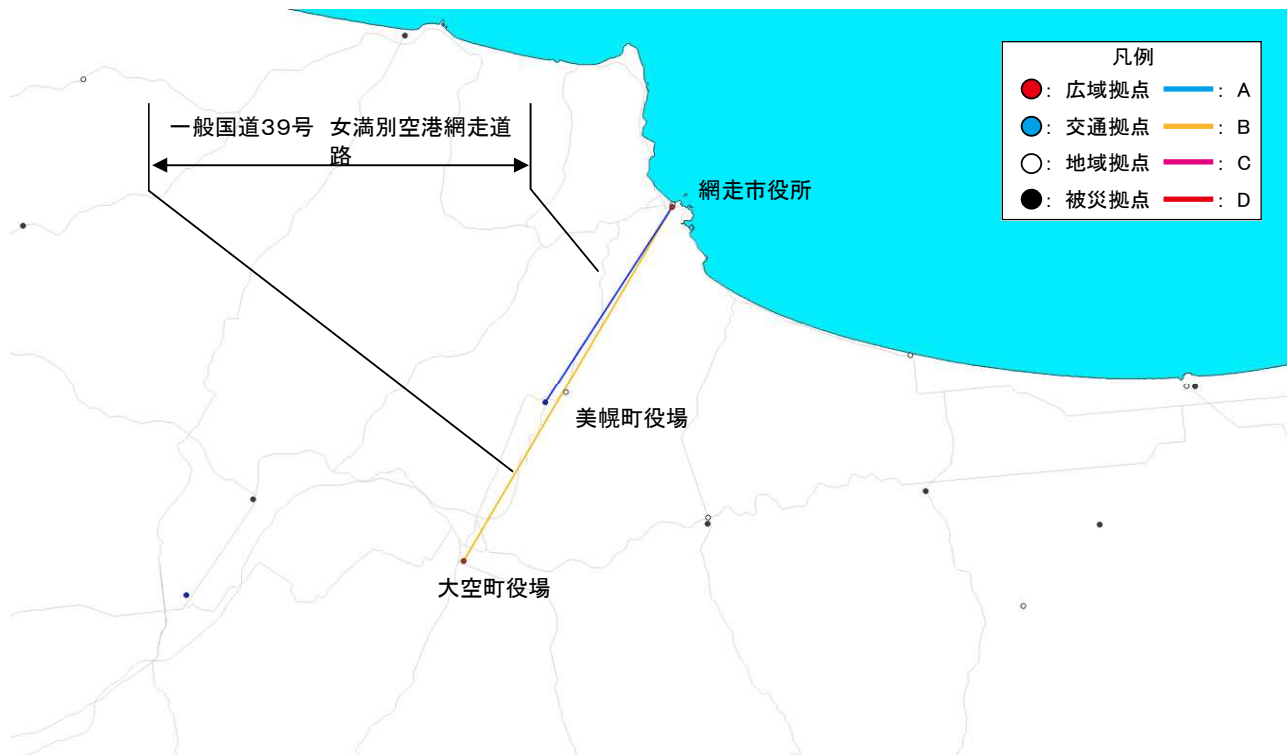 一般国道39号 女満別空港網走道
路
網走市役所
美幌町役場
大空町役場
凡例
: 広域拠点 : A
: 交通拠点 : B
: 地域拠点 : C
: 被災拠点 : D